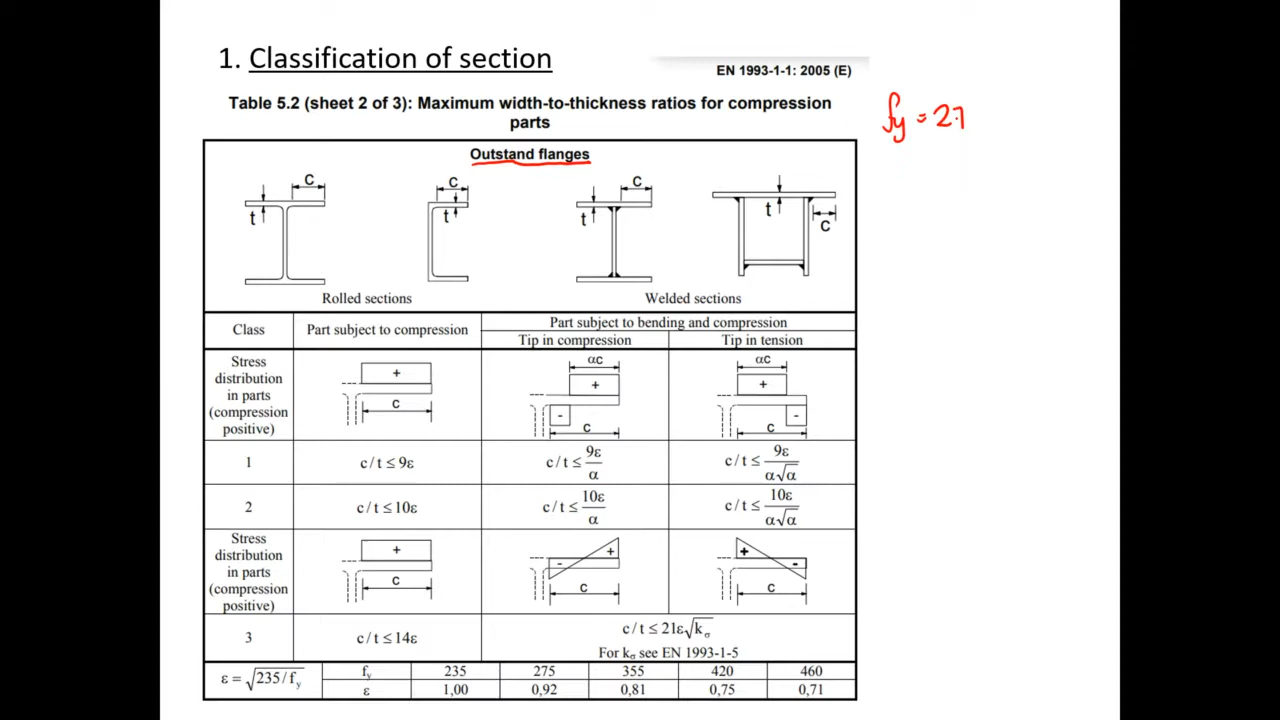 1. Classification of section
EN 1993-1-1: 2005 (E)
Table 5.2 (sheet 2 of 3): Maximum width-to-thickness ratios for compression
parts
fy = 27
Outstand flanges
c c c
t t t t c
Rolled sections Welded sections
Class Part subject to compression Part subject to bending and compression
Tip in compression Tip in tension
Stress
distribution
in parts
(compression
positive)
+ c
αc + - c
αc + - c
1 c / t ≤ 9ε c / t ≤ 9ε/α c / t ≤ 9ε/α√α
2 c / t ≤ 10ε c / t ≤ 10ε/α c / t ≤ 10ε/α√α
Stress
distribution
in parts
(compression
positive)
+ c
- + c
+ - c
3 c / t ≤ 14ε c / t ≤ 21ε√kσ
For kσ see EN 1993-1-5
ε = √235/fy fy 235 275 355 420 460
ε 1,00 0,92 0,81 0,75 0,71